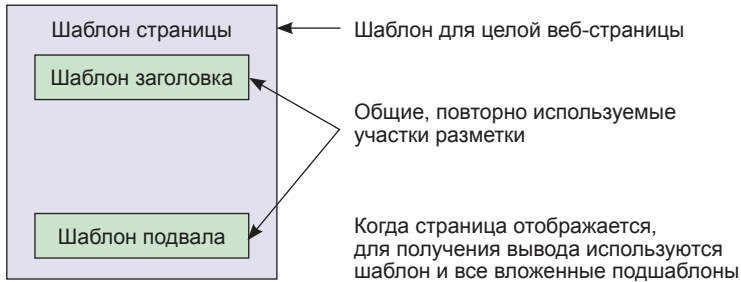 Шаблон страницы
Шаблон для целой веб-страницы
Шаблон заголовка
Общие, повторно используемые
участки разметки
Шаблон подвала
Когда страница отображается,
для получения вывода используются
шаблон и все вложенные подшаблоны